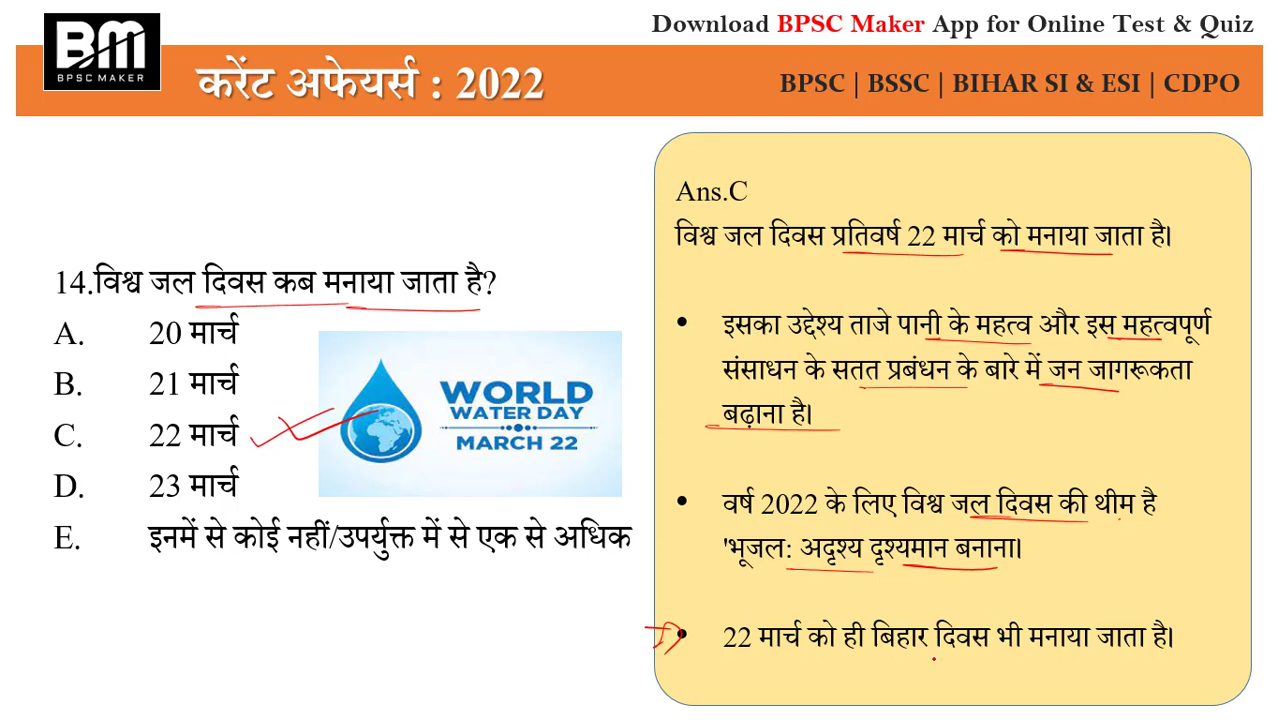 Download BPSC Maker App for Online Test & Quiz
BM
BPSC MAKER
करेंट अफेयर्स : 2022
BPSC | BSSC | BIHAR SI & ESI | CDPO
14.विश्व जल दिवस कब मनाया जाता है?
A. 20 मार्च
B. 21 मार्च
C. 22 मार्च
D. 23 मार्च
E. इनमें से कोई नहीं/उपर्युक्त में से एक से अधिक
WORLD
WATER DAY
MARCH 22
Ans.C
विश्व जल दिवस प्रतिवर्ष 22 मार्च को मनाया जाता है।
• इसका उद्देश्य ताजे पानी के महत्व और इस महत्वपूर्ण
संसाधन के सतत प्रबंधन के बारे में जन जागरूकता
बढ़ाना है।
• वर्ष 2022 के लिए विश्व जल दिवस की थीम है
'भूजल: अदृश्य दृश्यमान बनाना।
• 22 मार्च को ही बिहार दिवस भी मनाया जाता है।